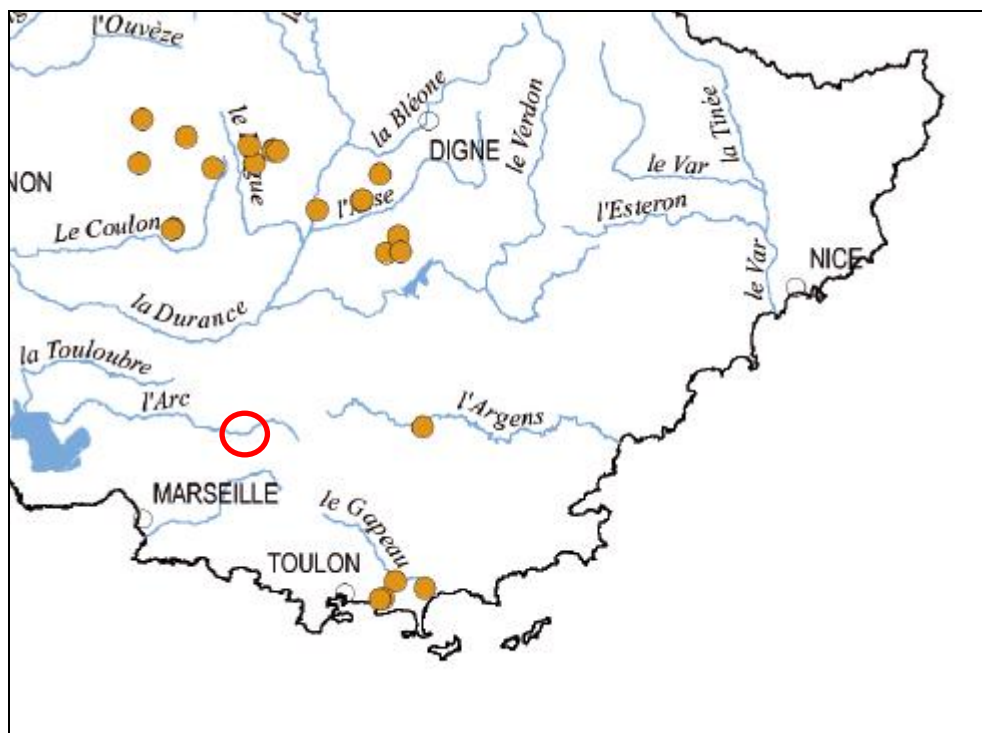 l'Ouvèze
la Bléone
le Verdon
la Tinée
DIGNE
NON
le Var
l'Esteron
Le Coulon
NICE
le Var
la Durance
la Touloubre
l'Arc
l'Argens
MARSEILLE
le Gapeau
TOULON